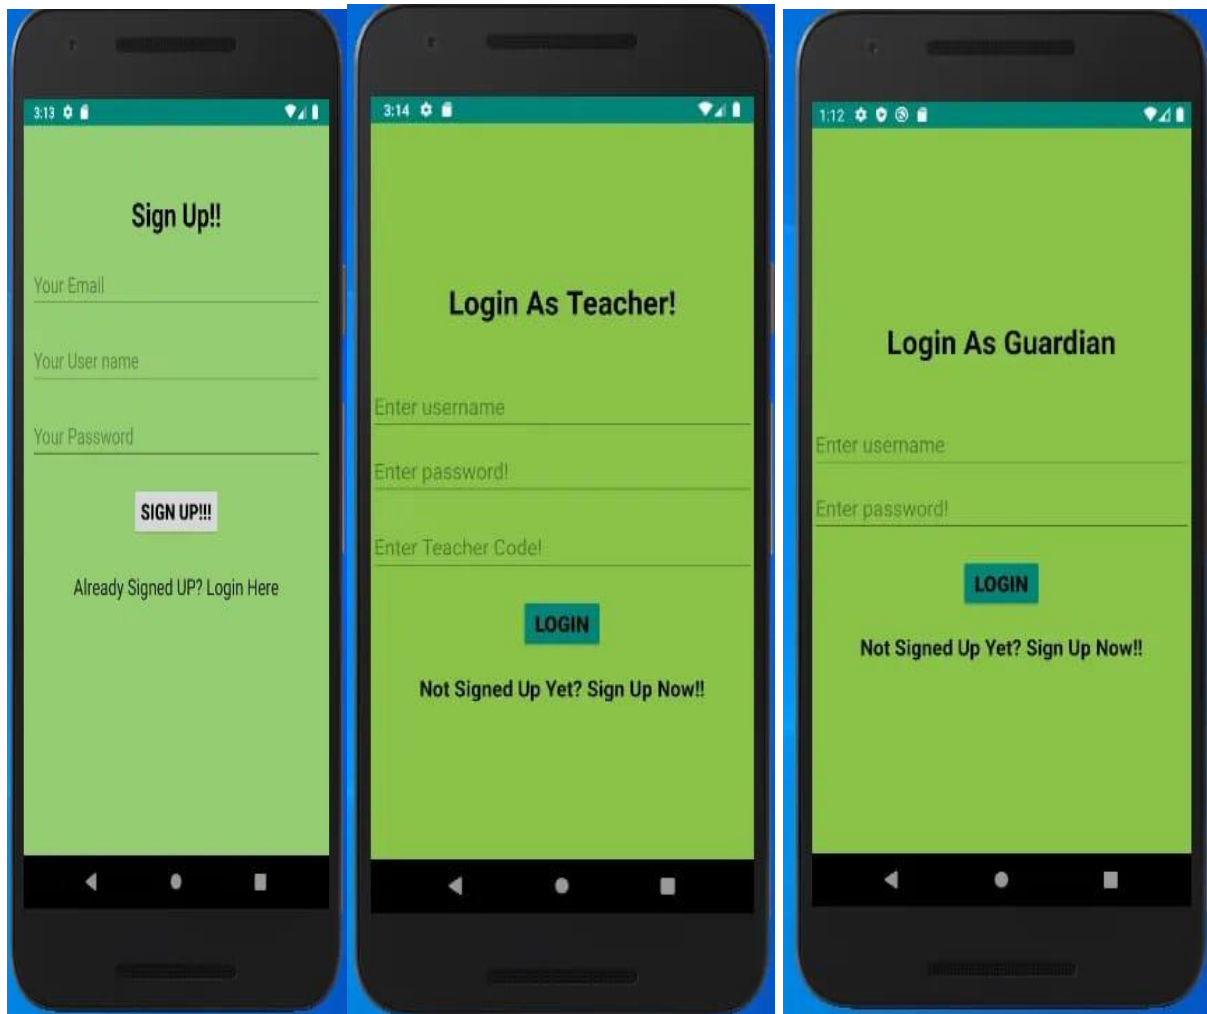 3:13
Sign Up!!
Your Email
Your User name
Your Password
SIGN UP!!!
Already Signed UP? Login Here
3:14
Login As Teacher!
Enter username
Enter password!
Enter Teacher Code!
LOGIN
Not Signed Up Yet? Sign Up Now!!
1:12
Login As Guardian
Enter username
Enter password!
LOGIN
Not Signed Up Yet? Sign Up Now!!